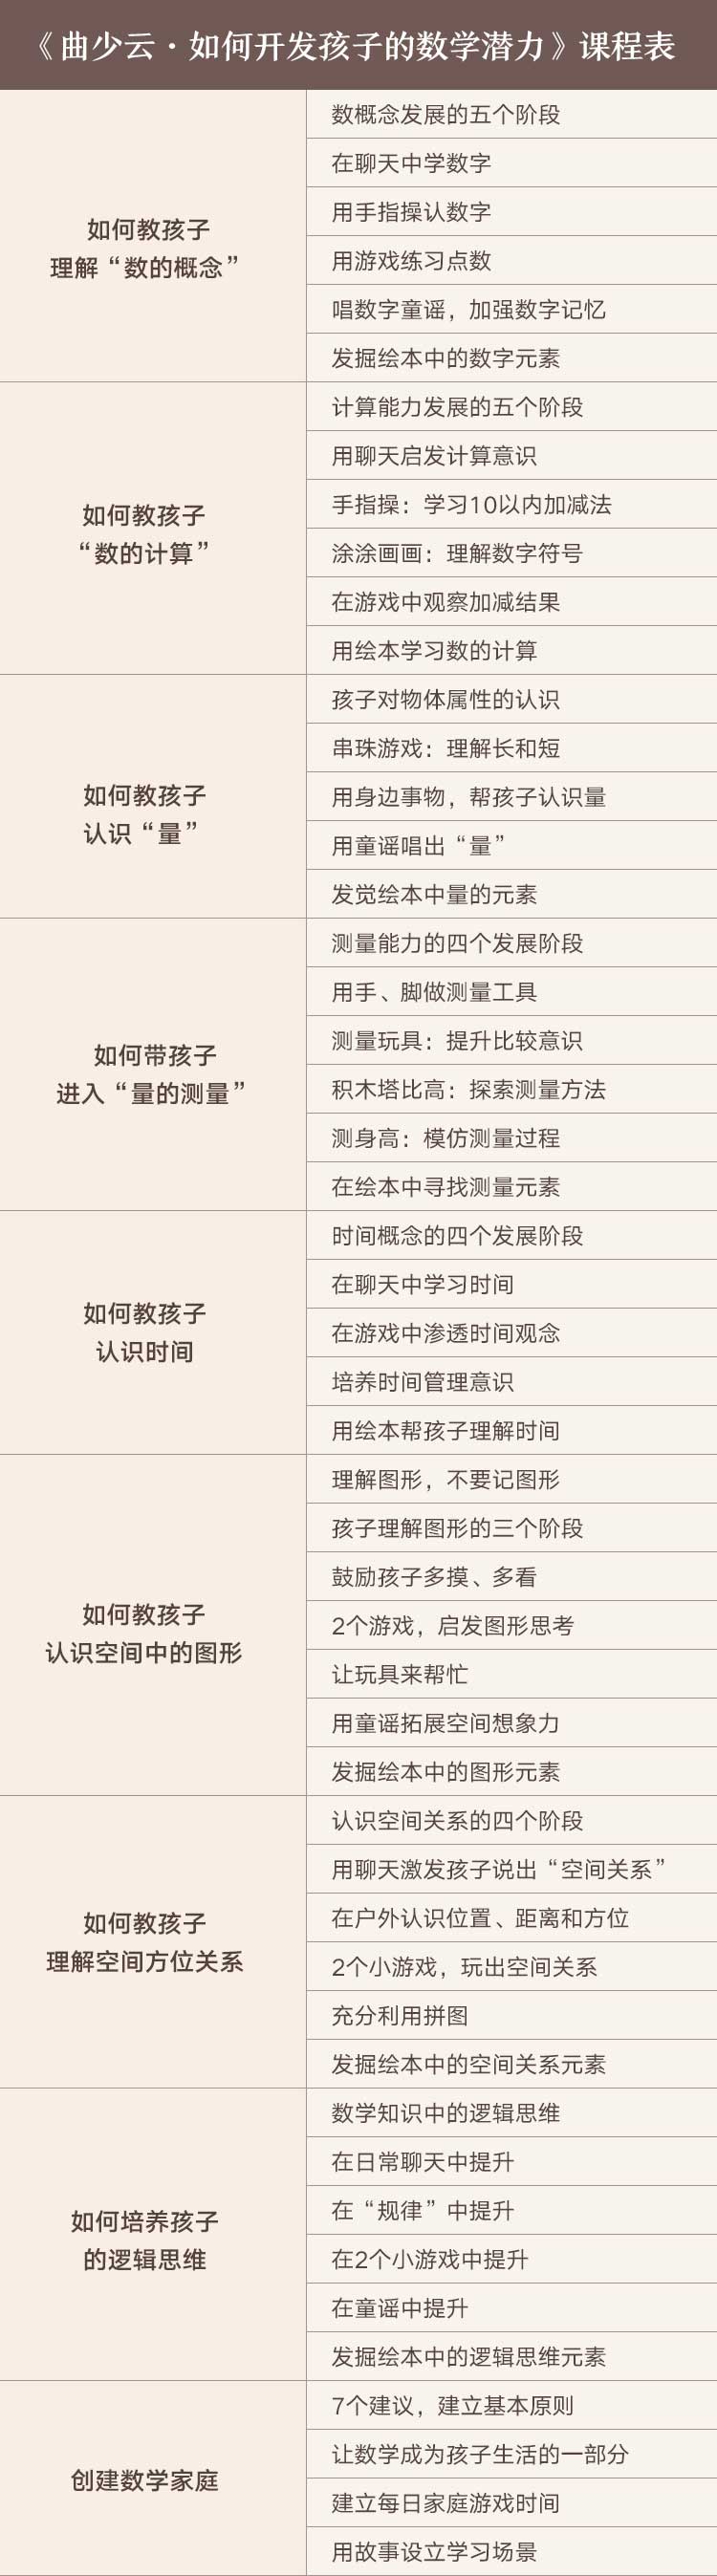 《曲少云·如何开发孩子的数学潜力》课程表
如何教孩子
理解“数的概念”
数概念发展的五个阶段
在聊天中学数字
用手指操认数字
用游戏练习点数
唱数字童谣，加强数字记忆
发掘绘本中的数字元素
如何教孩子
“数的计算”
计算能力发展的五个阶段
用聊天启发计算意识
手指操：学习10以内加减法
涂涂画画：理解数字符号
在游戏中观察加减结果
用绘本学习数的计算
如何教孩子
认识“量”
孩子对物体属性的认识
串珠游戏：理解长和短
用身边事物，帮孩子认识量
用童谣唱出“量”
发觉绘本中量的元素
如何带孩子
进入“量的测量”
测量能力的四个发展阶段
用手、脚做测量工具
测量玩具：提升比较意识
积木塔比高：探索测量方法
测身高：模仿测量过程
在绘本中寻找测量元素
如何教孩子
认识时间
时间概念的四个发展阶段
在聊天中学习时间
在游戏中渗透时间观念
培养时间管理意识
用绘本帮孩子理解时间
如何教孩子
认识空间中的图形
理解图形，不要记图形
孩子理解图形的三个阶段
鼓励孩子多摸、多看
2个游戏，启发图形思考
让玩具来帮忙
用童谣拓展空间想象力
发掘绘本中的图形元素
如何教孩子
理解空间方位关系
认识空间关系的四个阶段
用聊天激发孩子说出“空间关系”
在户外认识位置、距离和方位
2个小游戏，玩出空间关系
充分利用拼图
发掘绘本中的空间关系元素
如何培养孩子
的逻辑思维
数学知识中的逻辑思维
在日常聊天中提升
在“规律”中提升
在2个小游戏中提升
在童谣中提升
发掘绘本中的逻辑思维元素
创建数学家庭
7个建议，建立基本原则
让数学成为孩子生活的一部分
建立每日家庭游戏时间
用故事设立学习场景